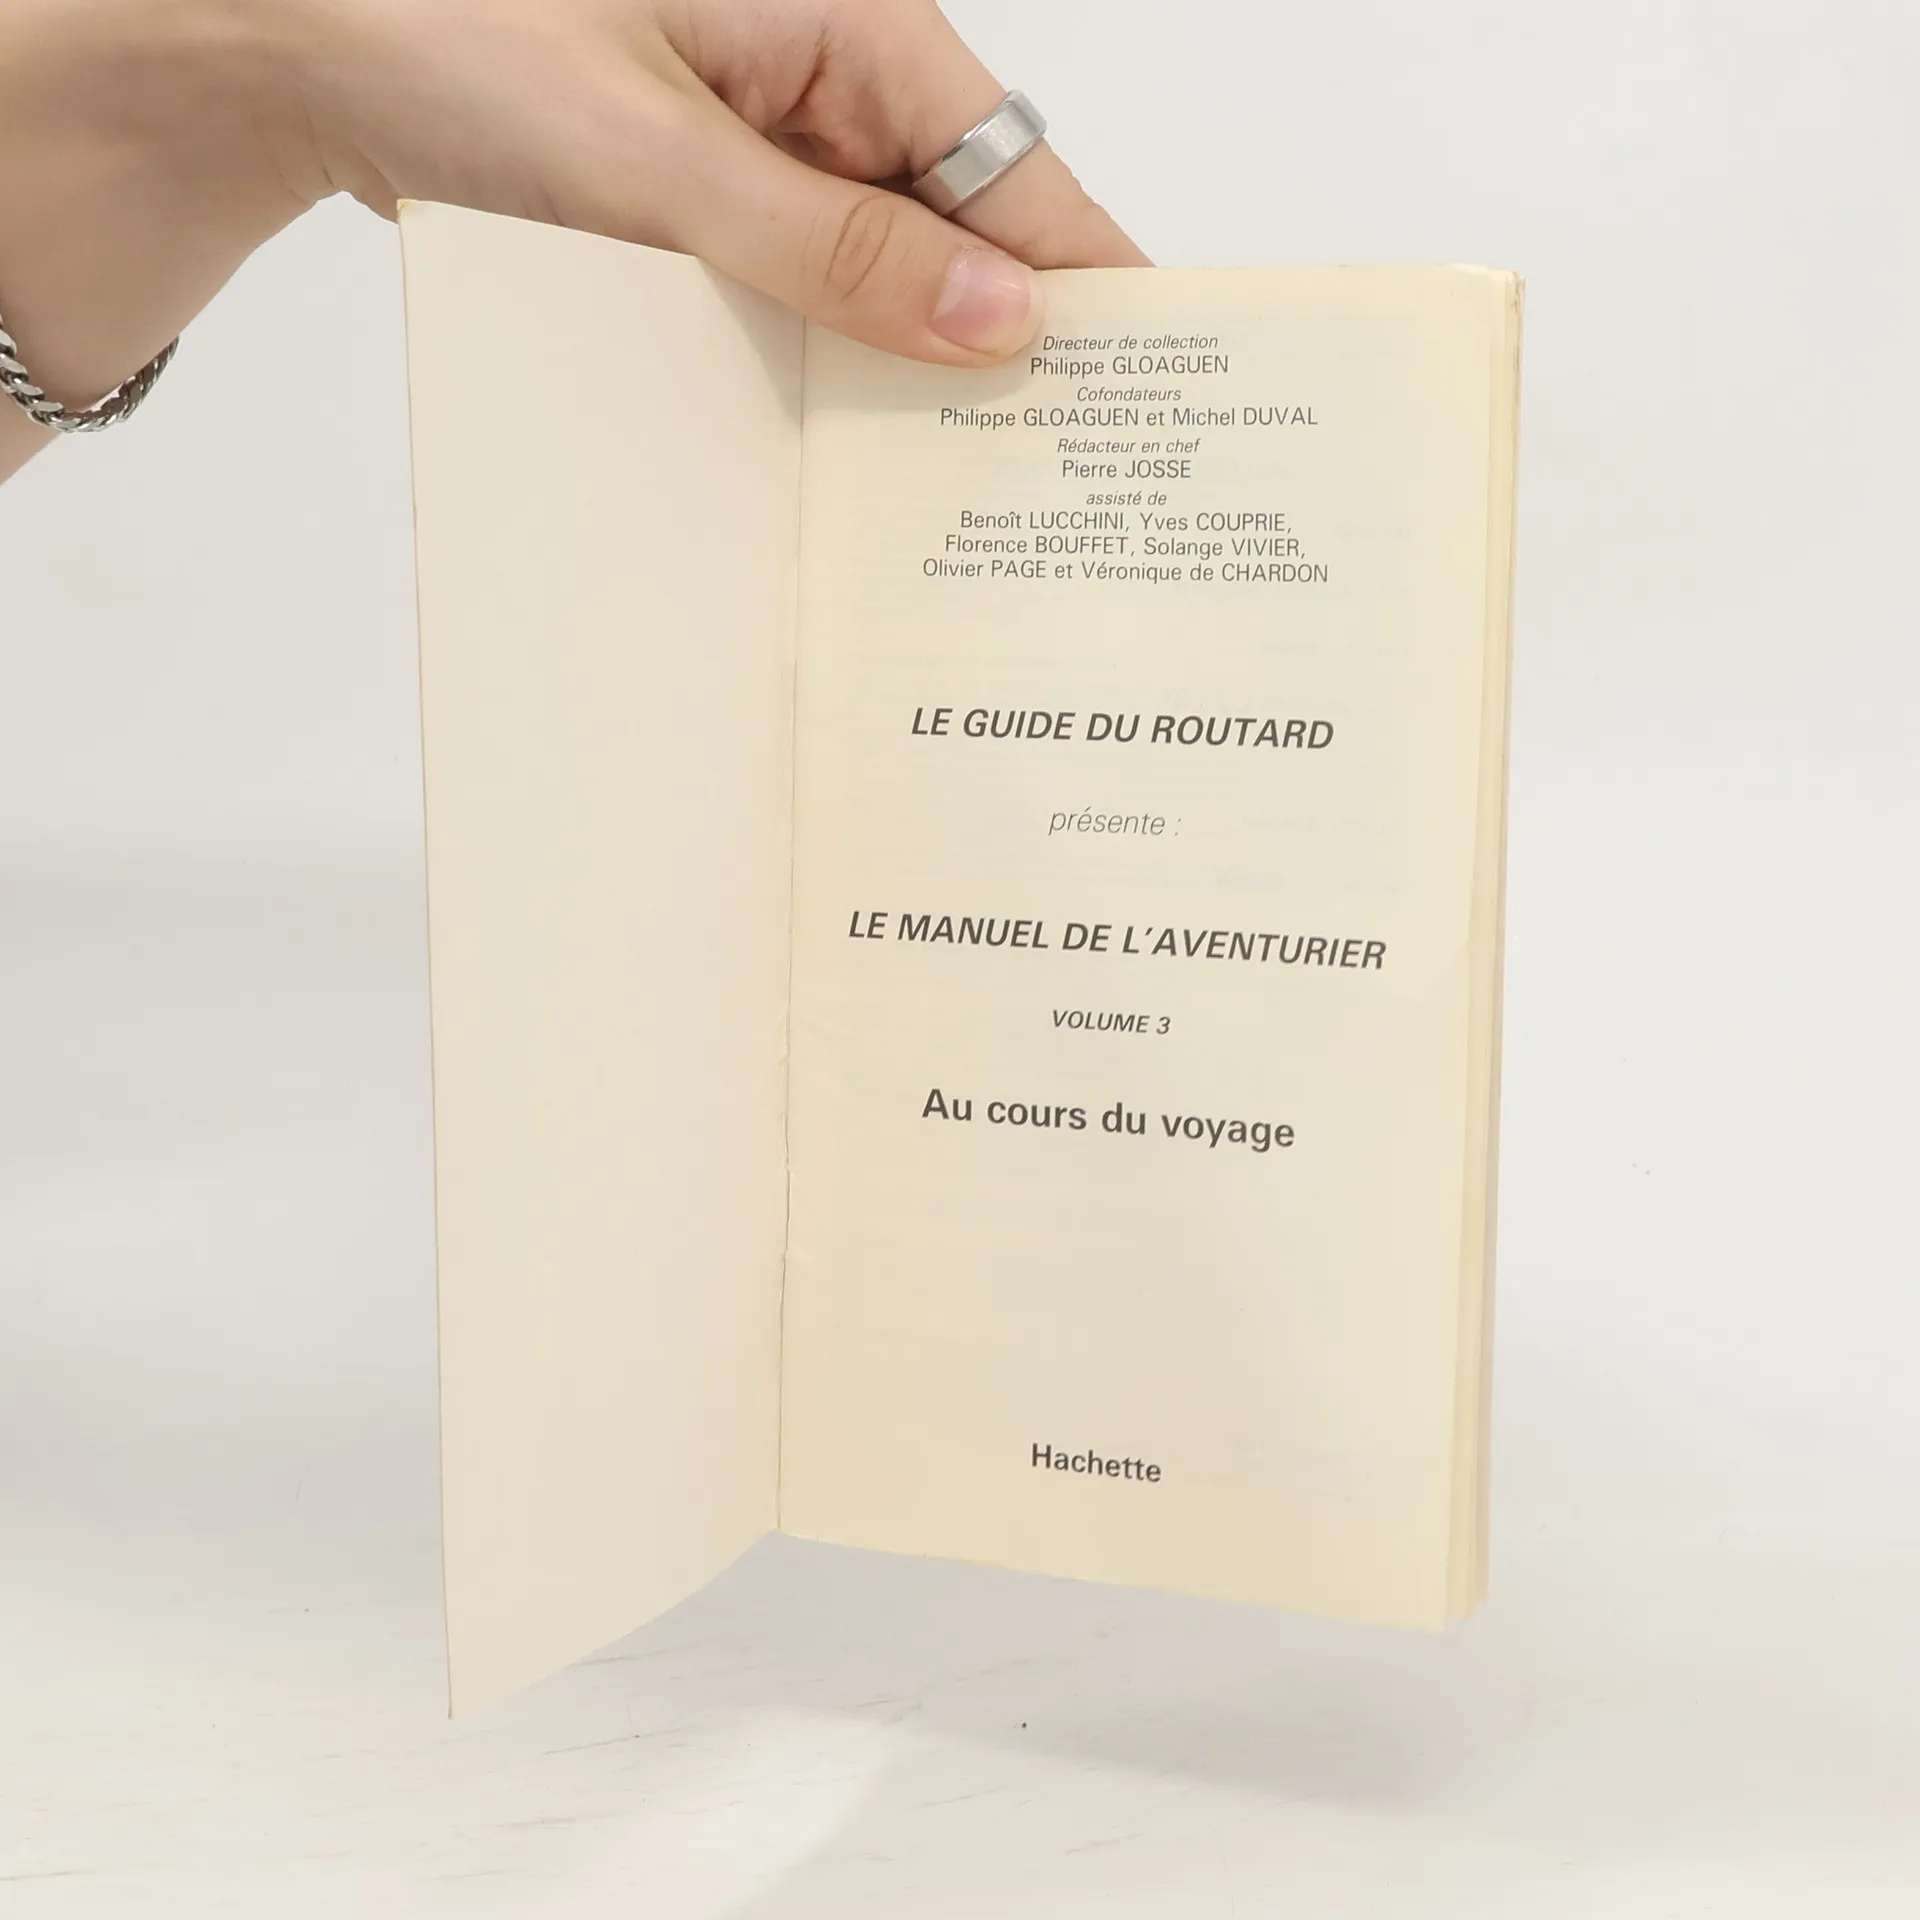 Directeur de collection
Philippe GLOAGUEN
Cofondateurs
Philippe GLOAGUEN et Michel DUVAL
Rédacteur en chef
Pierre JOSSE
assisté de
Benoît LUCCHINI, Yves COUPRIE,
Florence BOUFFET, Solange VIVIER,
Olivier PAGE et Véronique de CHARDON
LE GUIDE DU ROUTARD
présente :
LE MANUEL DE L'AVENTURIER
VOLUME 3
Au cours du voyage
Hachette